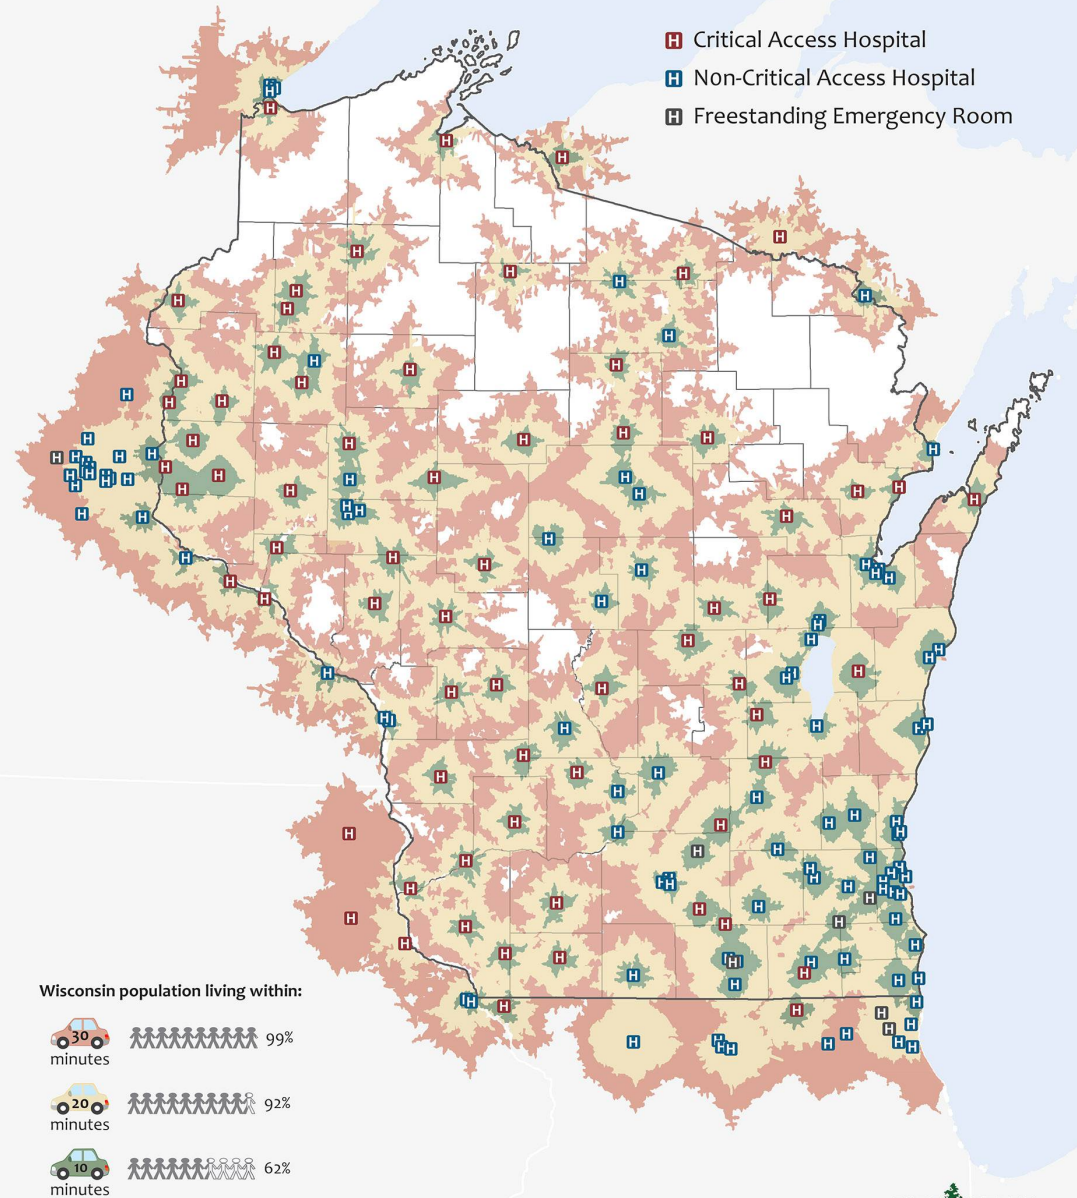 H Critical Access Hospital
H Non-Critical Access Hospital
H Freestanding Emergency Room
Wisconsin population living within:
30
minutes
99%
20
minutes
92%
10
minutes
62%